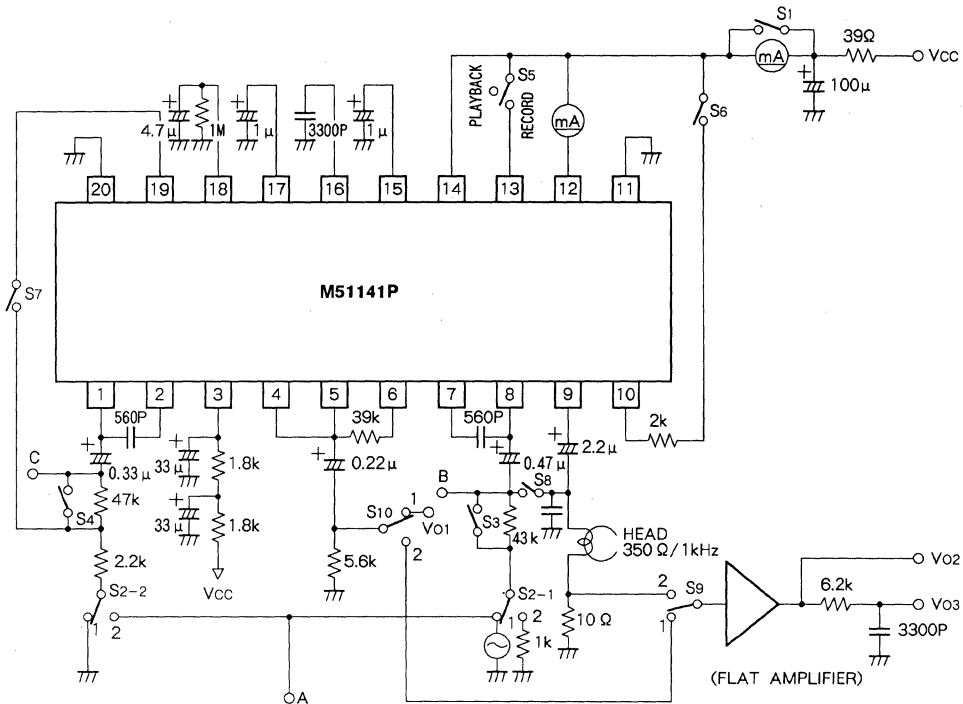 S1
39Ω
VCC
mA
+
100μ
S5
PLAYBACK
RECORD
S6
mA
+
4.7μ
1M
+
1μ
3300P
+
1μ
20
19
18
17
16
15
14
13
12
11
M51141P
S7
1
2
3
4
5
6
7
8
9
10
560P
39k
560P
2k
+
0.33μ
C
47k
S4
2.2k
S2-2
1
2
+
33μ
1.8k
+
33μ
1.8k
VCC
+
0.22μ
S10
1
VO1
2
5.6k
+
0.47μ
+
2.2μ
B
S8
S3
43k
HEAD
350Ω/1kHz
S2-1
1
2
1k
10Ω
2
S9
1
6.2k
VO2
VO3
3300P
(FLAT AMPLIFIER)
A